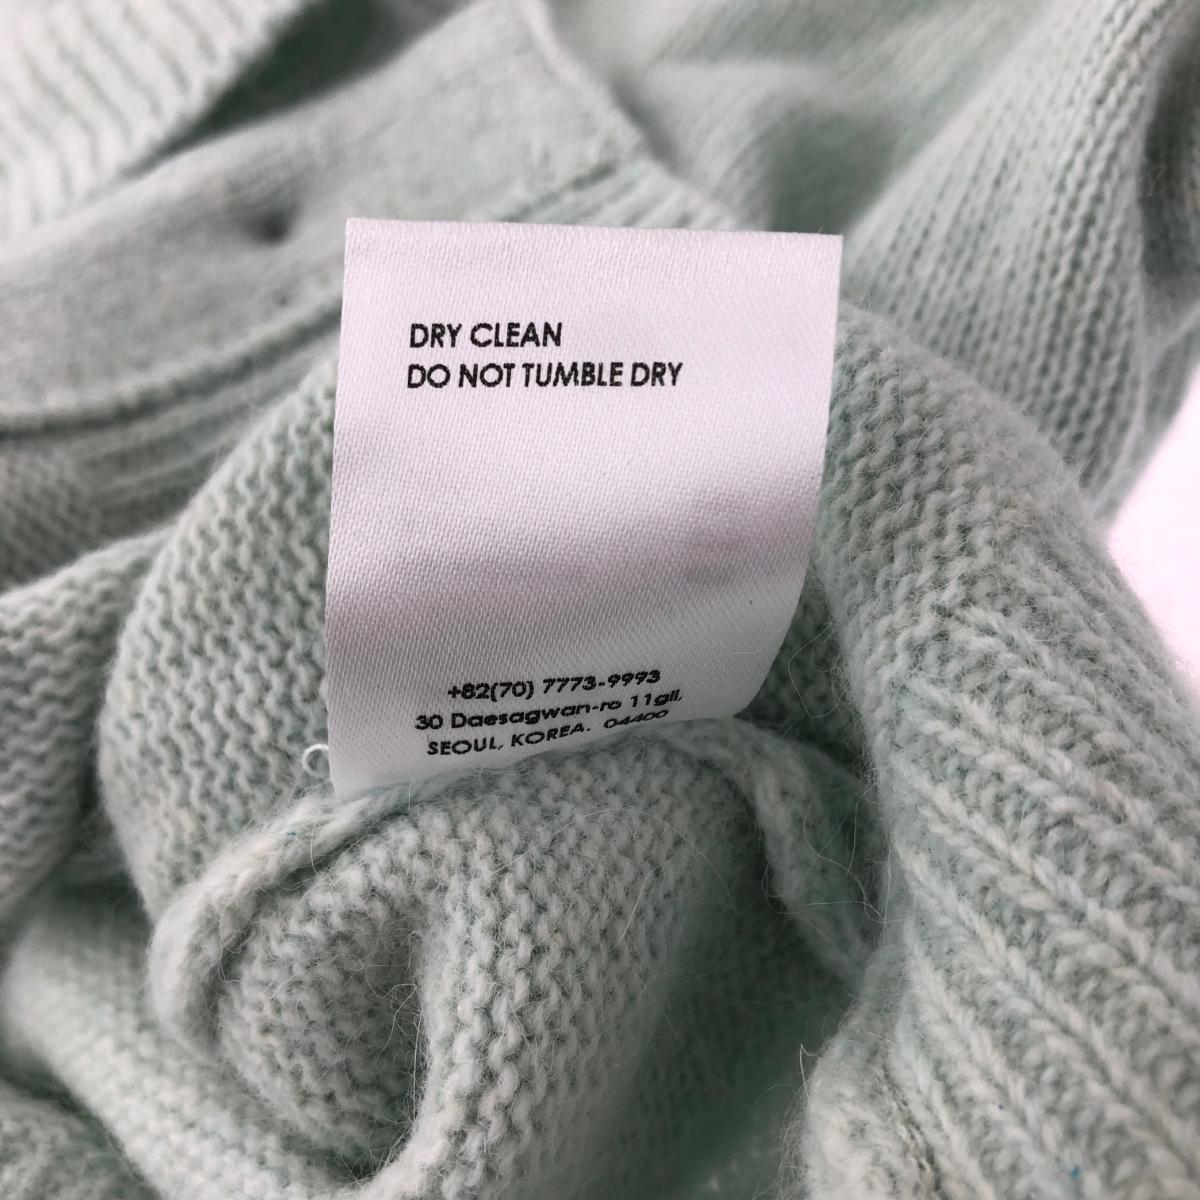 DRY CLEAN
DO NOT TUMBLE DRY
+82(70) 7773-9993
30 Daesagwan-ro 11gil,
SEOUL, KOREA. 04400